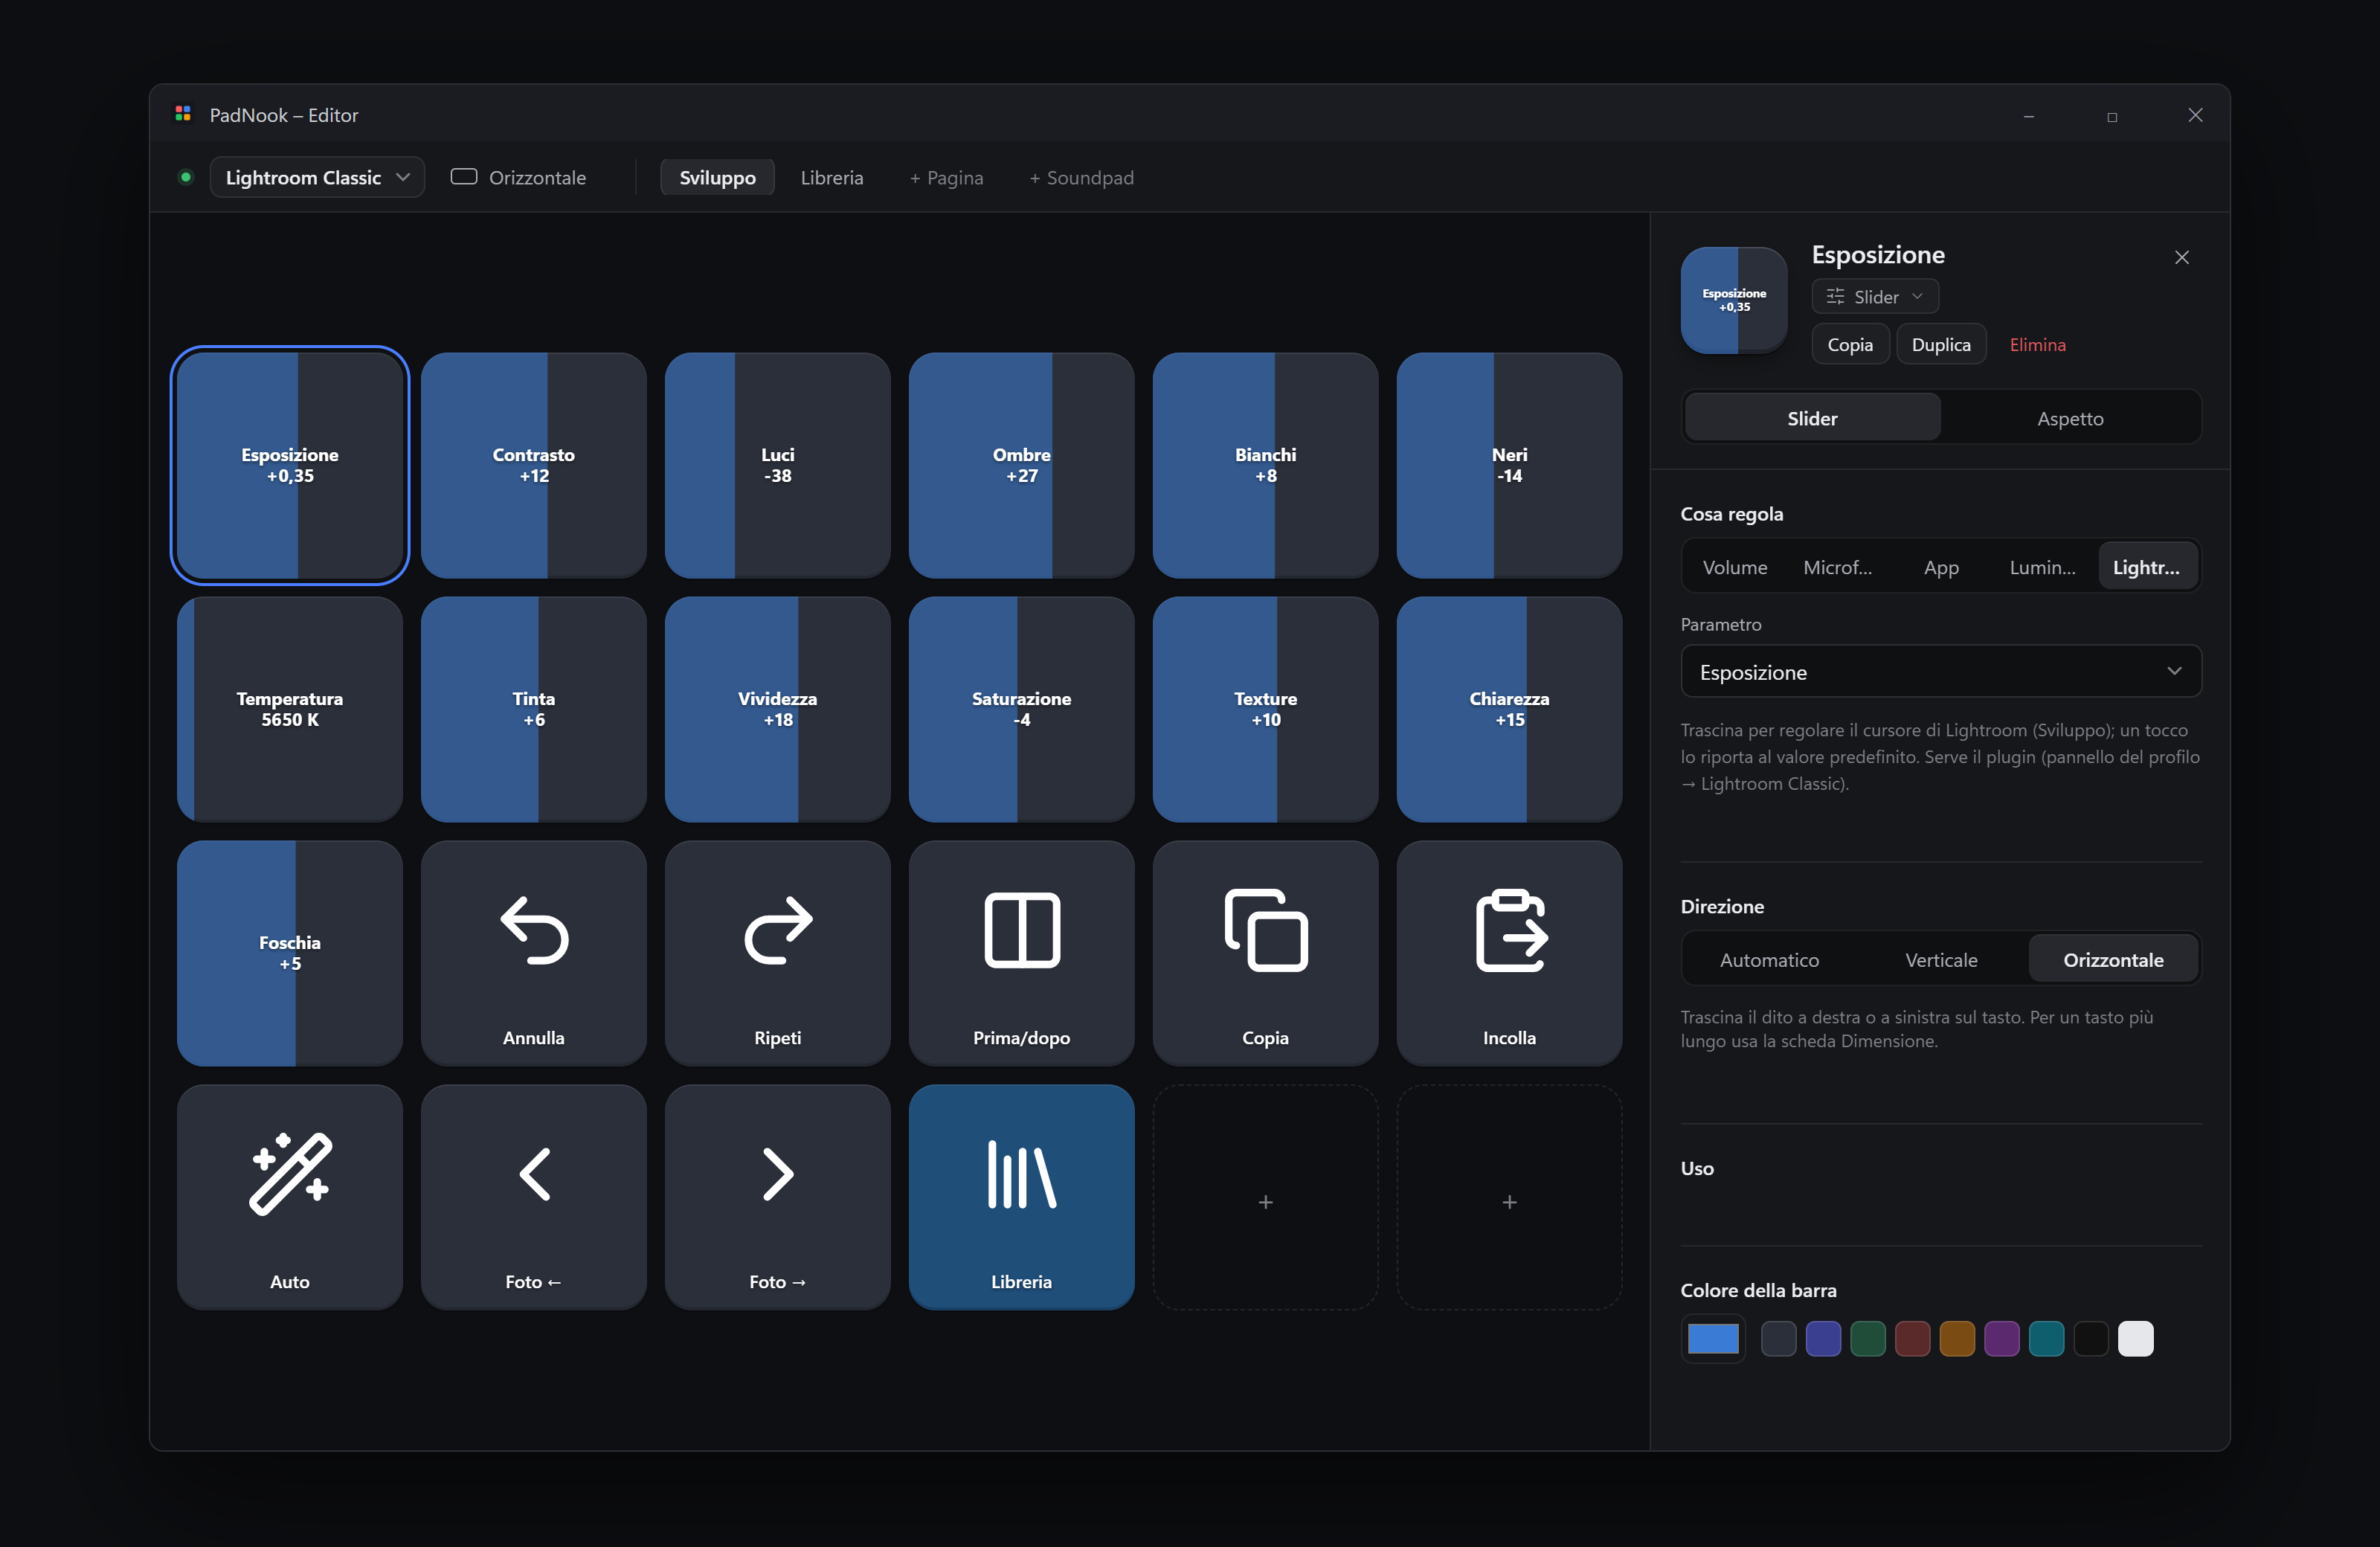 PadNook – Editor
Lightroom Classic
Orizzontale
Sviluppo
Libreria
+ Pagina
+ Soundpad
Esposizione
+0,35
Contrasto
+12
Luci
-38
Ombre
+27
Bianchi
+8
Neri
-14
Temperatura
5650 K
Tinta
+6
Vividezza
+18
Saturazione
-4
Texture
+10
Chiarezza
+15
Foschia
+5
Annulla
Ripeti
Prima/dopo
Copia
Incolla
Auto
Foto ←
Foto →
Libreria
+
+
Esposizione
+0,35
Esposizione
Slider
Copia
Duplica
Elimina
Slider
Aspetto
Cosa regola
Volume
Microf...
App
Lumin...
Lightr...
Parametro
Esposizione
Trascina per regolare il cursore di Lightroom (Sviluppo); un tocco
lo riporta al valore predefinito. Serve il plugin (pannello del profilo
→ Lightroom Classic).
Direzione
Automatico
Verticale
Orizzontale
Trascina il dito a destra o a sinistra sul tasto. Per un tasto più
lungo usa la scheda Dimensione.
Uso
Colore della barra